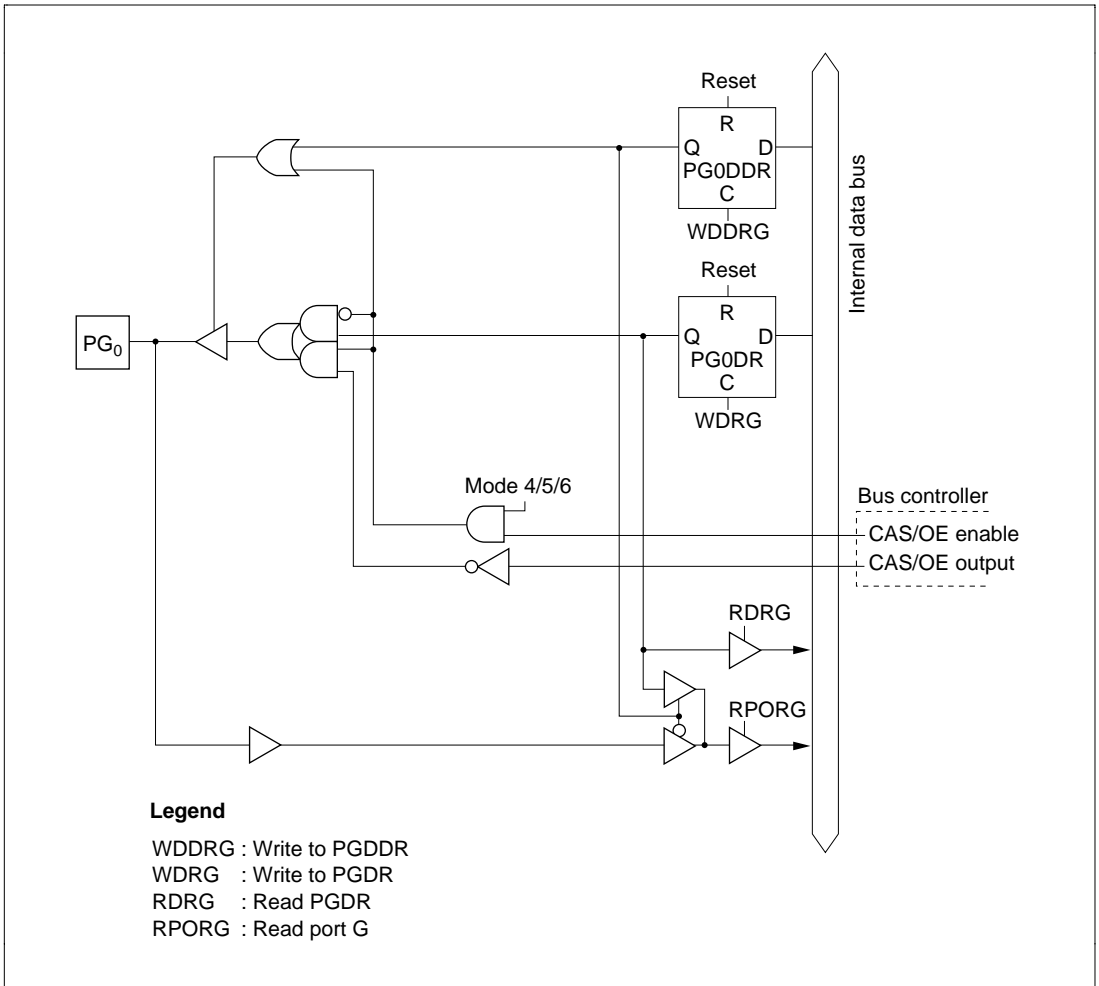 Reset
R
Q D
PG0DDR
C
WDDRG
Internal data bus
Reset
R
Q D
PG0DR
C
WDRG
PG0
Mode 4/5/6
Bus controller
CAS/OE enable
CAS/OE output
RDRG
RPORG
Legend
WDDRG : Write to PGDDR
WDRG : Write to PGDR
RDRG : Read PGDR
RPORG : Read port G